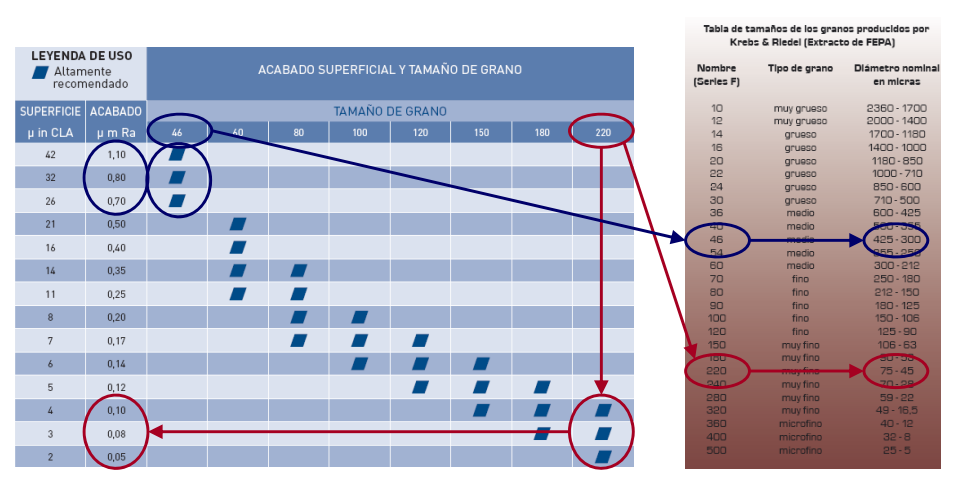 LEYENDA DE USO
Altamente
recomendado
ACABADO SUPERFICIAL Y TAMAÑO DE GRANO
SUPERFICIE ACABADO TAMAÑO DE GRANO
µ in CLA µ m Ra 46 60 80 100 120 150 180 220
42 1,10
32 0,80
26 0,70
21 0,50
16 0,40
14 0,35
11 0,25
8 0,20
7 0,17
6 0,14
5 0,12
4 0,10
3 0,08
2 0,05
Tabla de tamaños de los granos producidos por
Krebs & Riedel (Extracto de FEPA)
Nombre Tipo de grano Diámetro nominal
(Series F) en micras
10 muy grueso 2360 - 1700
12 muy grueso 2000 - 1400
14 grueso 1700 - 1180
16 grueso 1400 - 1000
20 grueso 1180 - 850
22 grueso 1000 - 710
24 grueso 850 - 600
30 grueso 710 - 500
36 medio 600 - 425
40 medio 500 - 355
46 medio 425 - 300
54 medio 355 - 250
60 medio 300 - 212
70 fino 250 - 180
80 fino 212 - 150
90 fino 180 - 125
100 fino 150 - 106
120 fino 125 - 90
150 muy fino 106 - 63
180 muy fino 90 - 53
220 muy fino 75 - 45
240 muy fino 70 - 28
280 muy fino 59 - 22
320 muy fino 49 - 16,5
360 microfino 40 - 12
400 microfino 32 - 8
500 microfino 25 - 5